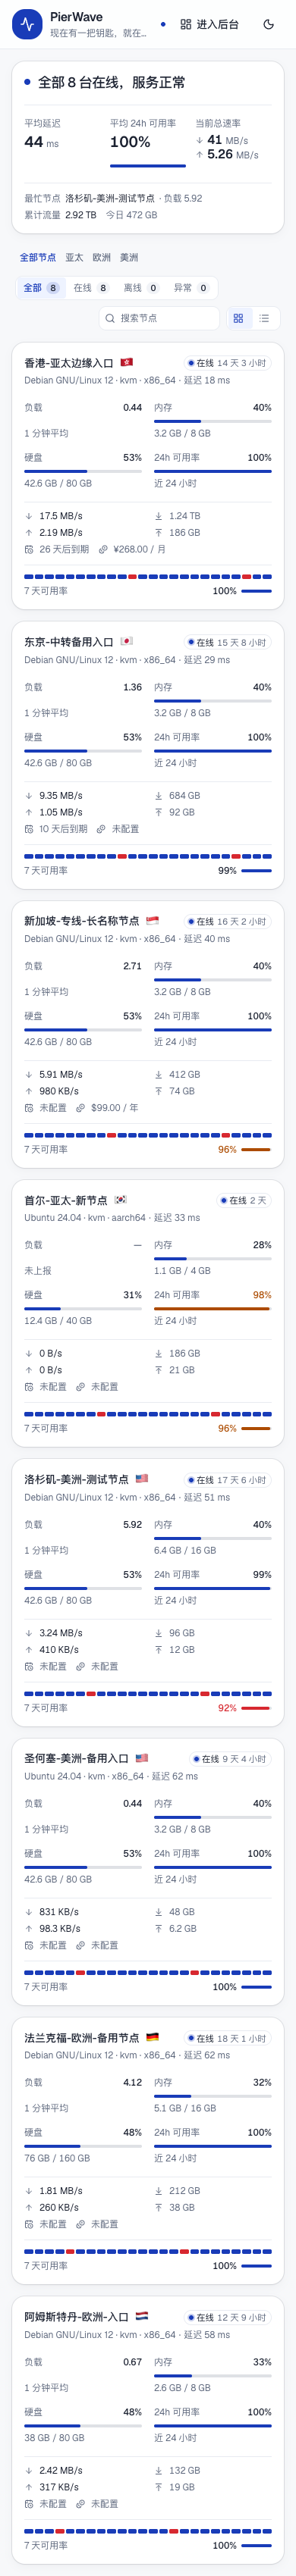 PierWave
现在有一把钥匙，就在...
进入后台
全部 8 台在线，服务正常
平均延迟
44 ms
平均 24h 可用率
100%
当前总速率
↓ 41 MB/s
↑ 5.26 MB/s
最忙节点 洛杉矶-美洲-测试节点 · 负载 5.92
累计流量 2.92 TB 今日 472 GB
全部节点 亚太 欧洲 美洲
全部 8 在线 8 离线 0 异常 0
搜索节点
香港-亚太边缘入口 在线 14 天 3 小时
Debian GNU/Linux 12 · kvm · x86_64 · 延迟 18 ms
负载 0.44 内存 40%
1 分钟平均 3.2 GB / 8 GB
硬盘 53% 24h 可用率 100%
42.6 GB / 80 GB 近 24 小时
↓ 17.5 MB/s 1.24 TB
↑ 2.19 MB/s 186 GB
26 天后到期 ¥268.00 / 月
7 天可用率 100%
东京-中转备用入口 在线 15 天 8 小时
Debian GNU/Linux 12 · kvm · x86_64 · 延迟 29 ms
负载 1.36 内存 40%
1 分钟平均 3.2 GB / 8 GB
硬盘 53% 24h 可用率 100%
42.6 GB / 80 GB 近 24 小时
↓ 9.35 MB/s 684 GB
↑ 1.05 MB/s 92 GB
10 天后到期 未配置
7 天可用率 99%
新加坡-专线-长名称节点 在线 16 天 2 小时
Debian GNU/Linux 12 · kvm · x86_64 · 延迟 40 ms
负载 2.71 内存 40%
1 分钟平均 3.2 GB / 8 GB
硬盘 53% 24h 可用率 100%
42.6 GB / 80 GB 近 24 小时
↓ 5.91 MB/s 412 GB
↑ 980 KB/s 74 GB
未配置 $99.00 / 年
7 天可用率 96%
首尔-亚太-新节点 在线 2 天
Ubuntu 24.04 · kvm · aarch64 · 延迟 33 ms
负载 — 内存 28%
未上报 1.1 GB / 4 GB
硬盘 31% 24h 可用率 98%
12.4 GB / 40 GB 近 24 小时
↓ 0 B/s 186 GB
↑ 0 B/s 21 GB
未配置 未配置
7 天可用率 96%
洛杉矶-美洲-测试节点 在线 17 天 6 小时
Debian GNU/Linux 12 · kvm · x86_64 · 延迟 51 ms
负载 5.92 内存 40%
1 分钟平均 6.4 GB / 16 GB
硬盘 53% 24h 可用率 99%
42.6 GB / 80 GB 近 24 小时
↓ 3.24 MB/s 96 GB
↑ 410 KB/s 12 GB
未配置 未配置
7 天可用率 92%
圣何塞-美洲-备用入口 在线 9 天 4 小时
Ubuntu 24.04 · kvm · x86_64 · 延迟 62 ms
负载 0.44 内存 40%
1 分钟平均 3.2 GB / 8 GB
硬盘 53% 24h 可用率 100%
42.6 GB / 80 GB 近 24 小时
↓ 831 KB/s 48 GB
↑ 98.3 KB/s 6.2 GB
未配置 未配置
7 天可用率 100%
法兰克福-欧洲-备用节点 在线 18 天 1 小时
Debian GNU/Linux 12 · kvm · x86_64 · 延迟 62 ms
负载 4.12 内存 32%
1 分钟平均 5.1 GB / 16 GB
硬盘 48% 24h 可用率 100%
76 GB / 160 GB 近 24 小时
↓ 1.81 MB/s 212 GB
↑ 260 KB/s 38 GB
未配置 未配置
7 天可用率 100%
阿姆斯特丹-欧洲-入口 在线 12 天 9 小时
Debian GNU/Linux 12 · kvm · x86_64 · 延迟 58 ms
负载 0.67 内存 33%
1 分钟平均 2.6 GB / 8 GB
硬盘 48% 24h 可用率 100%
38 GB / 80 GB 近 24 小时
↓ 2.42 MB/s 132 GB
↑ 317 KB/s 19 GB
未配置 未配置
7 天可用率 100%